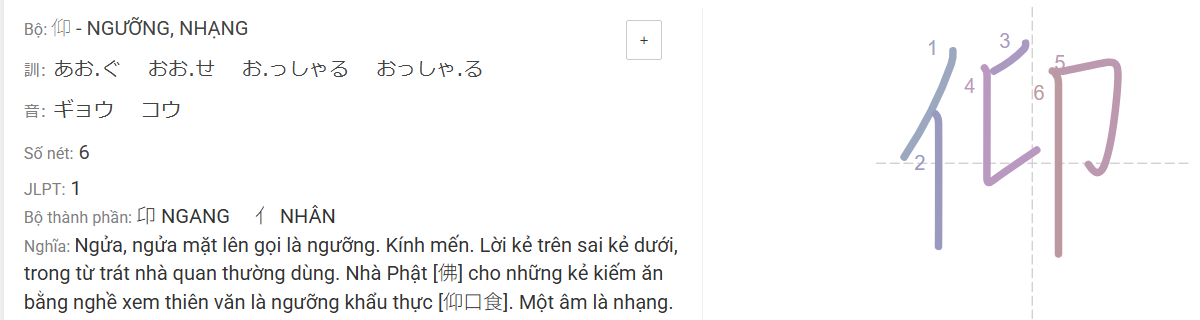 Bộ: 仰 - NGƯỠNG, NHẠNG
+
訓: あお.ぐ おお.せ お.っしゃる おっしゃ.る
音: ギョウ コウ
Số nét: 6
JLPT: 1
Bộ thành phần: 卬 NGANG 亻 NHÂN
Nghĩa: Ngửa, ngửa mặt lên gọi là ngưỡng. Kính mến. Lời kẻ trên sai kẻ dưới,
trong từ trát nhà quan thường dùng. Nhà Phật [佛] cho những kẻ kiếm ăn
bằng nghề xem thiên văn là ngưỡng khẩu thực [仰口食]. Một âm là nhạng.
仰
1
2
3
4
5
6